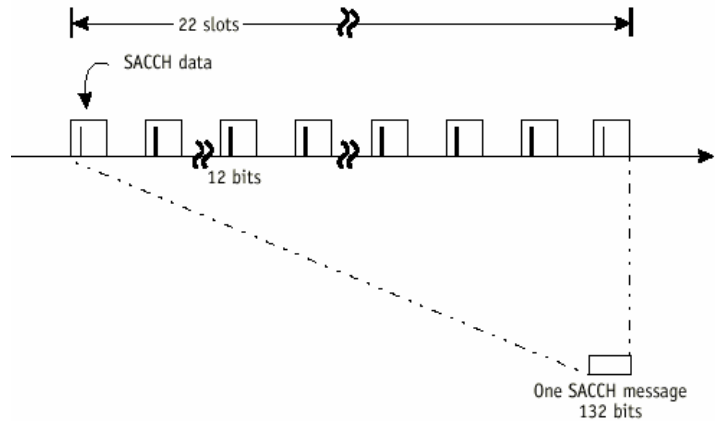 22 slots
SACCH data
12 bits
One SACCH message
132 bits